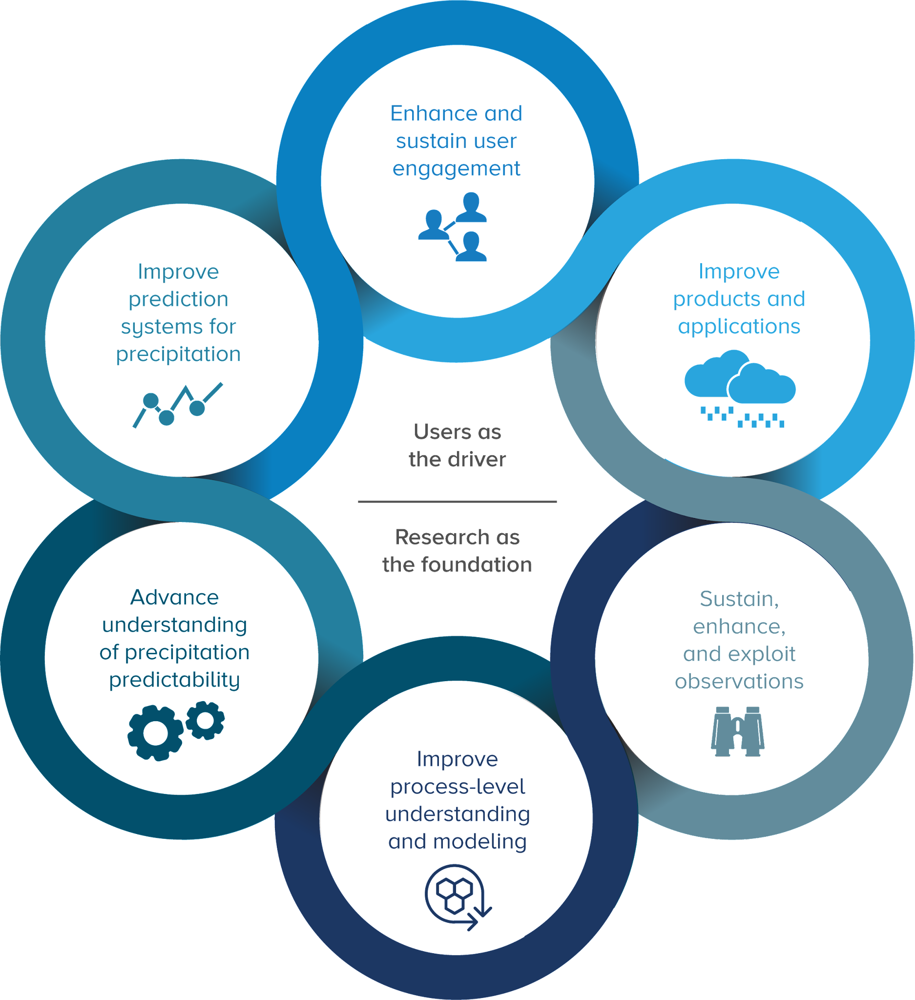 Enhance and
sustain user
engagement
Improve
products and
applications
Sustain,
enhance,
and exploit
observations
Improve
process-level
understanding
and modeling
Advance
understanding
of precipitation
predictability
Improve
prediction
systems for
precipitation
Users as
the driver
Research as
the foundation